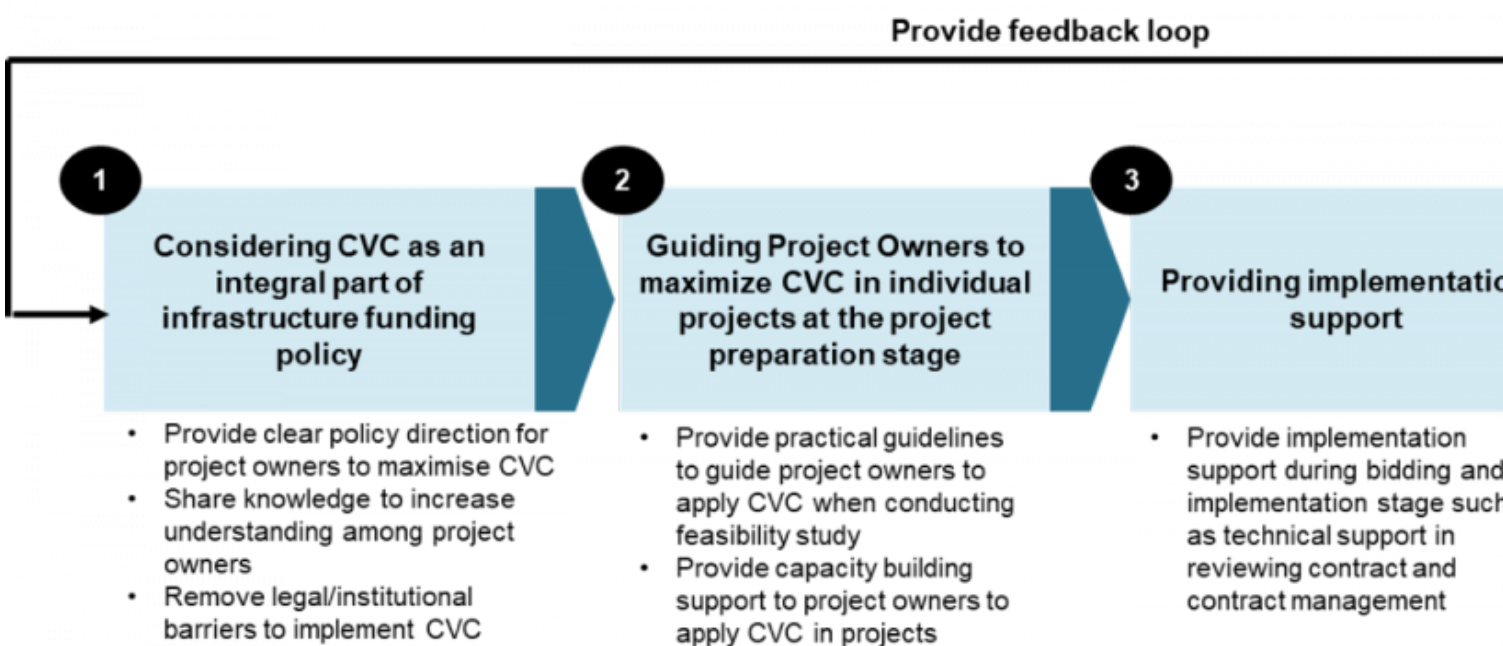 Provide feedback loop
1
Considering CVC as an
integral part of
infrastructure funding
policy
• Provide clear policy direction for
project owners to maximise CVC
• Share knowledge to increase
understanding among project
owners
• Remove legal/institutional
barriers to implement CVC
2
Guiding Project Owners to
maximize CVC in individual
projects at the project
preparation stage
• Provide practical guidelines
to guide project owners to
apply CVC when conducting
feasibility study
• Provide capacity building
support to project owners to
apply CVC in projects
3
Providing implementatio
support
• Provide implementation
support during bidding and
implementation stage such
as technical support in
reviewing contract and
contract management